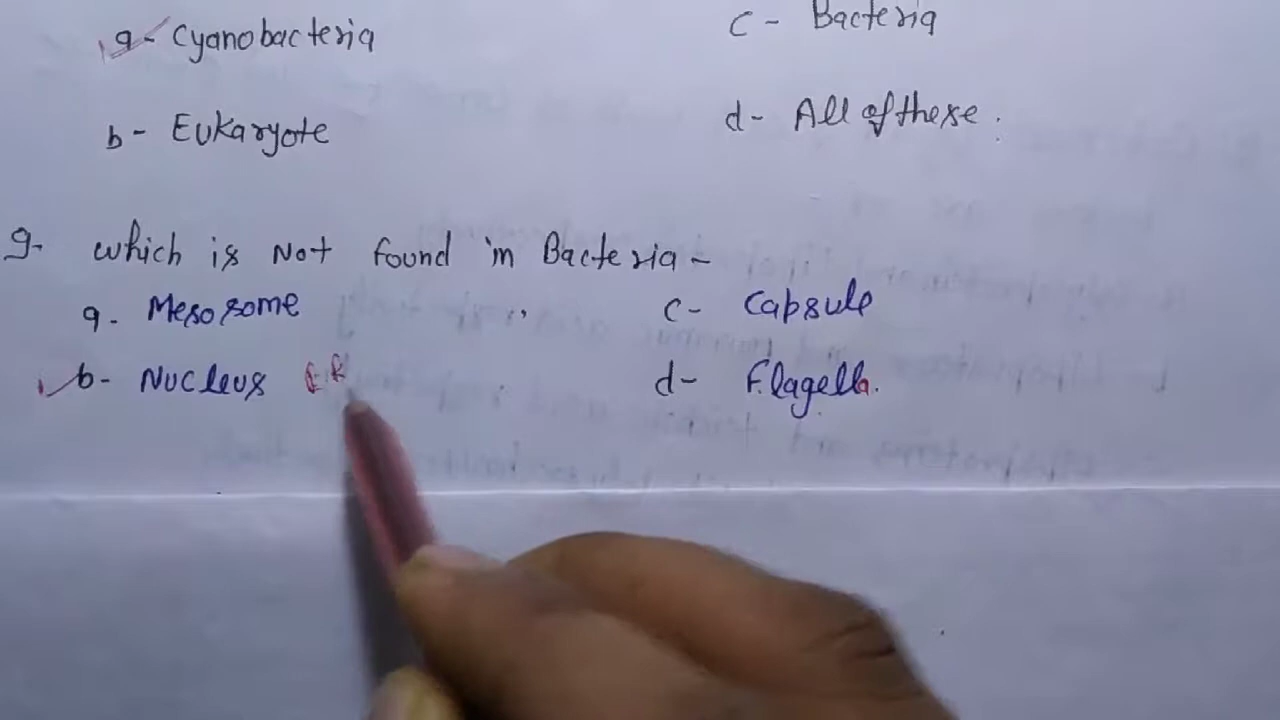 a- Cyanobacteria
c- Bacteria
b- Eukaryote
d- All of these.
9- which is Not found in Bacteria-
a. Mesosome
c- capsule
b- Nucleus
d- Flagella.